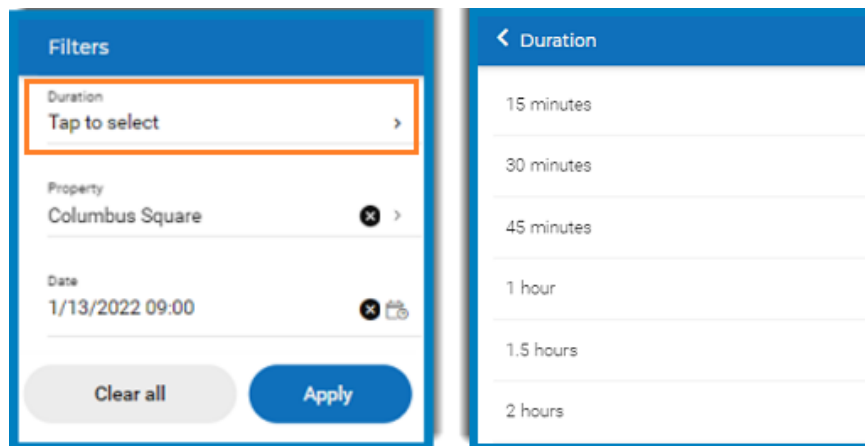 Filters
Duration
Tap to select
Property
Columbus Square
Date
1/13/2022 09:00
Clear all
Apply
Duration
15 minutes
30 minutes
45 minutes
1 hour
1.5 hours
2 hours